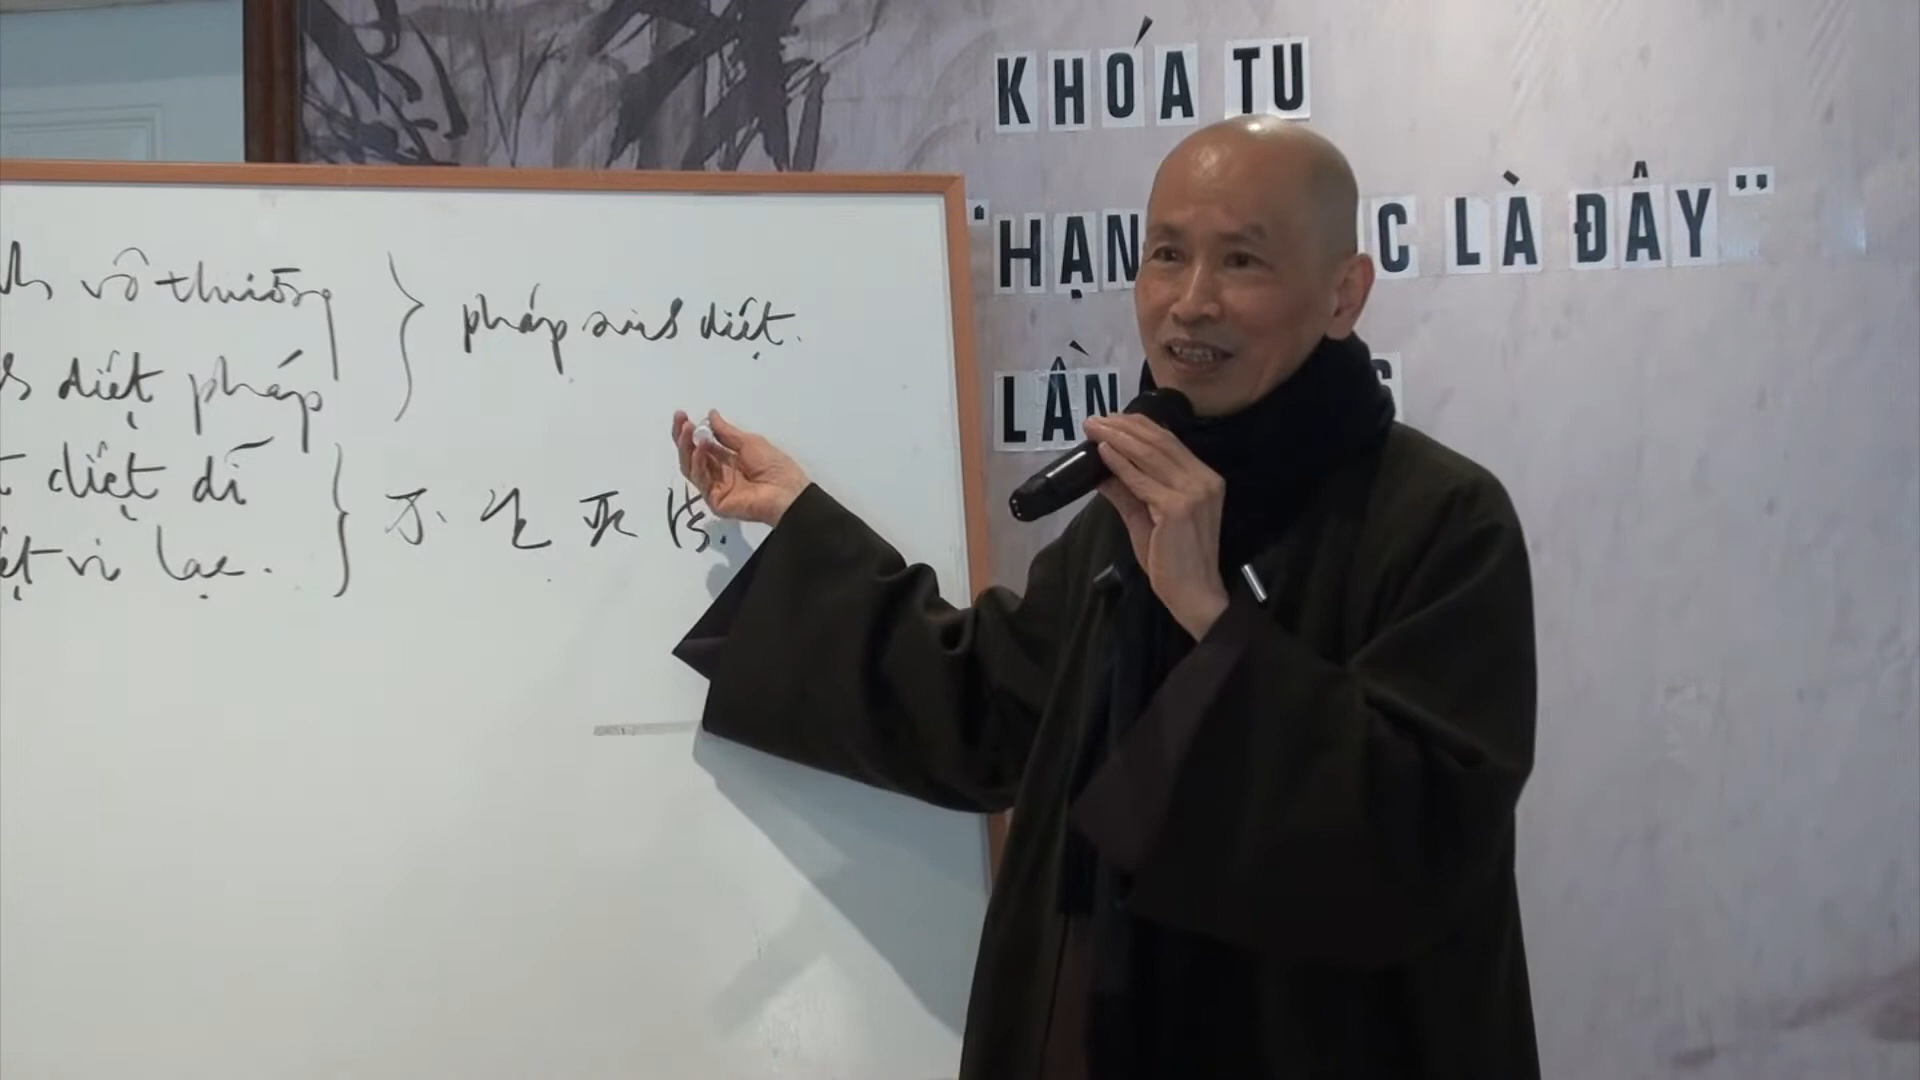 KHÓA TU
"HẠN C LÀ ĐÂY"
LẦN
vô thường
diệt pháp
diệt dĩ
vi lạc.
pháp sinh diệt.
不生灭法.